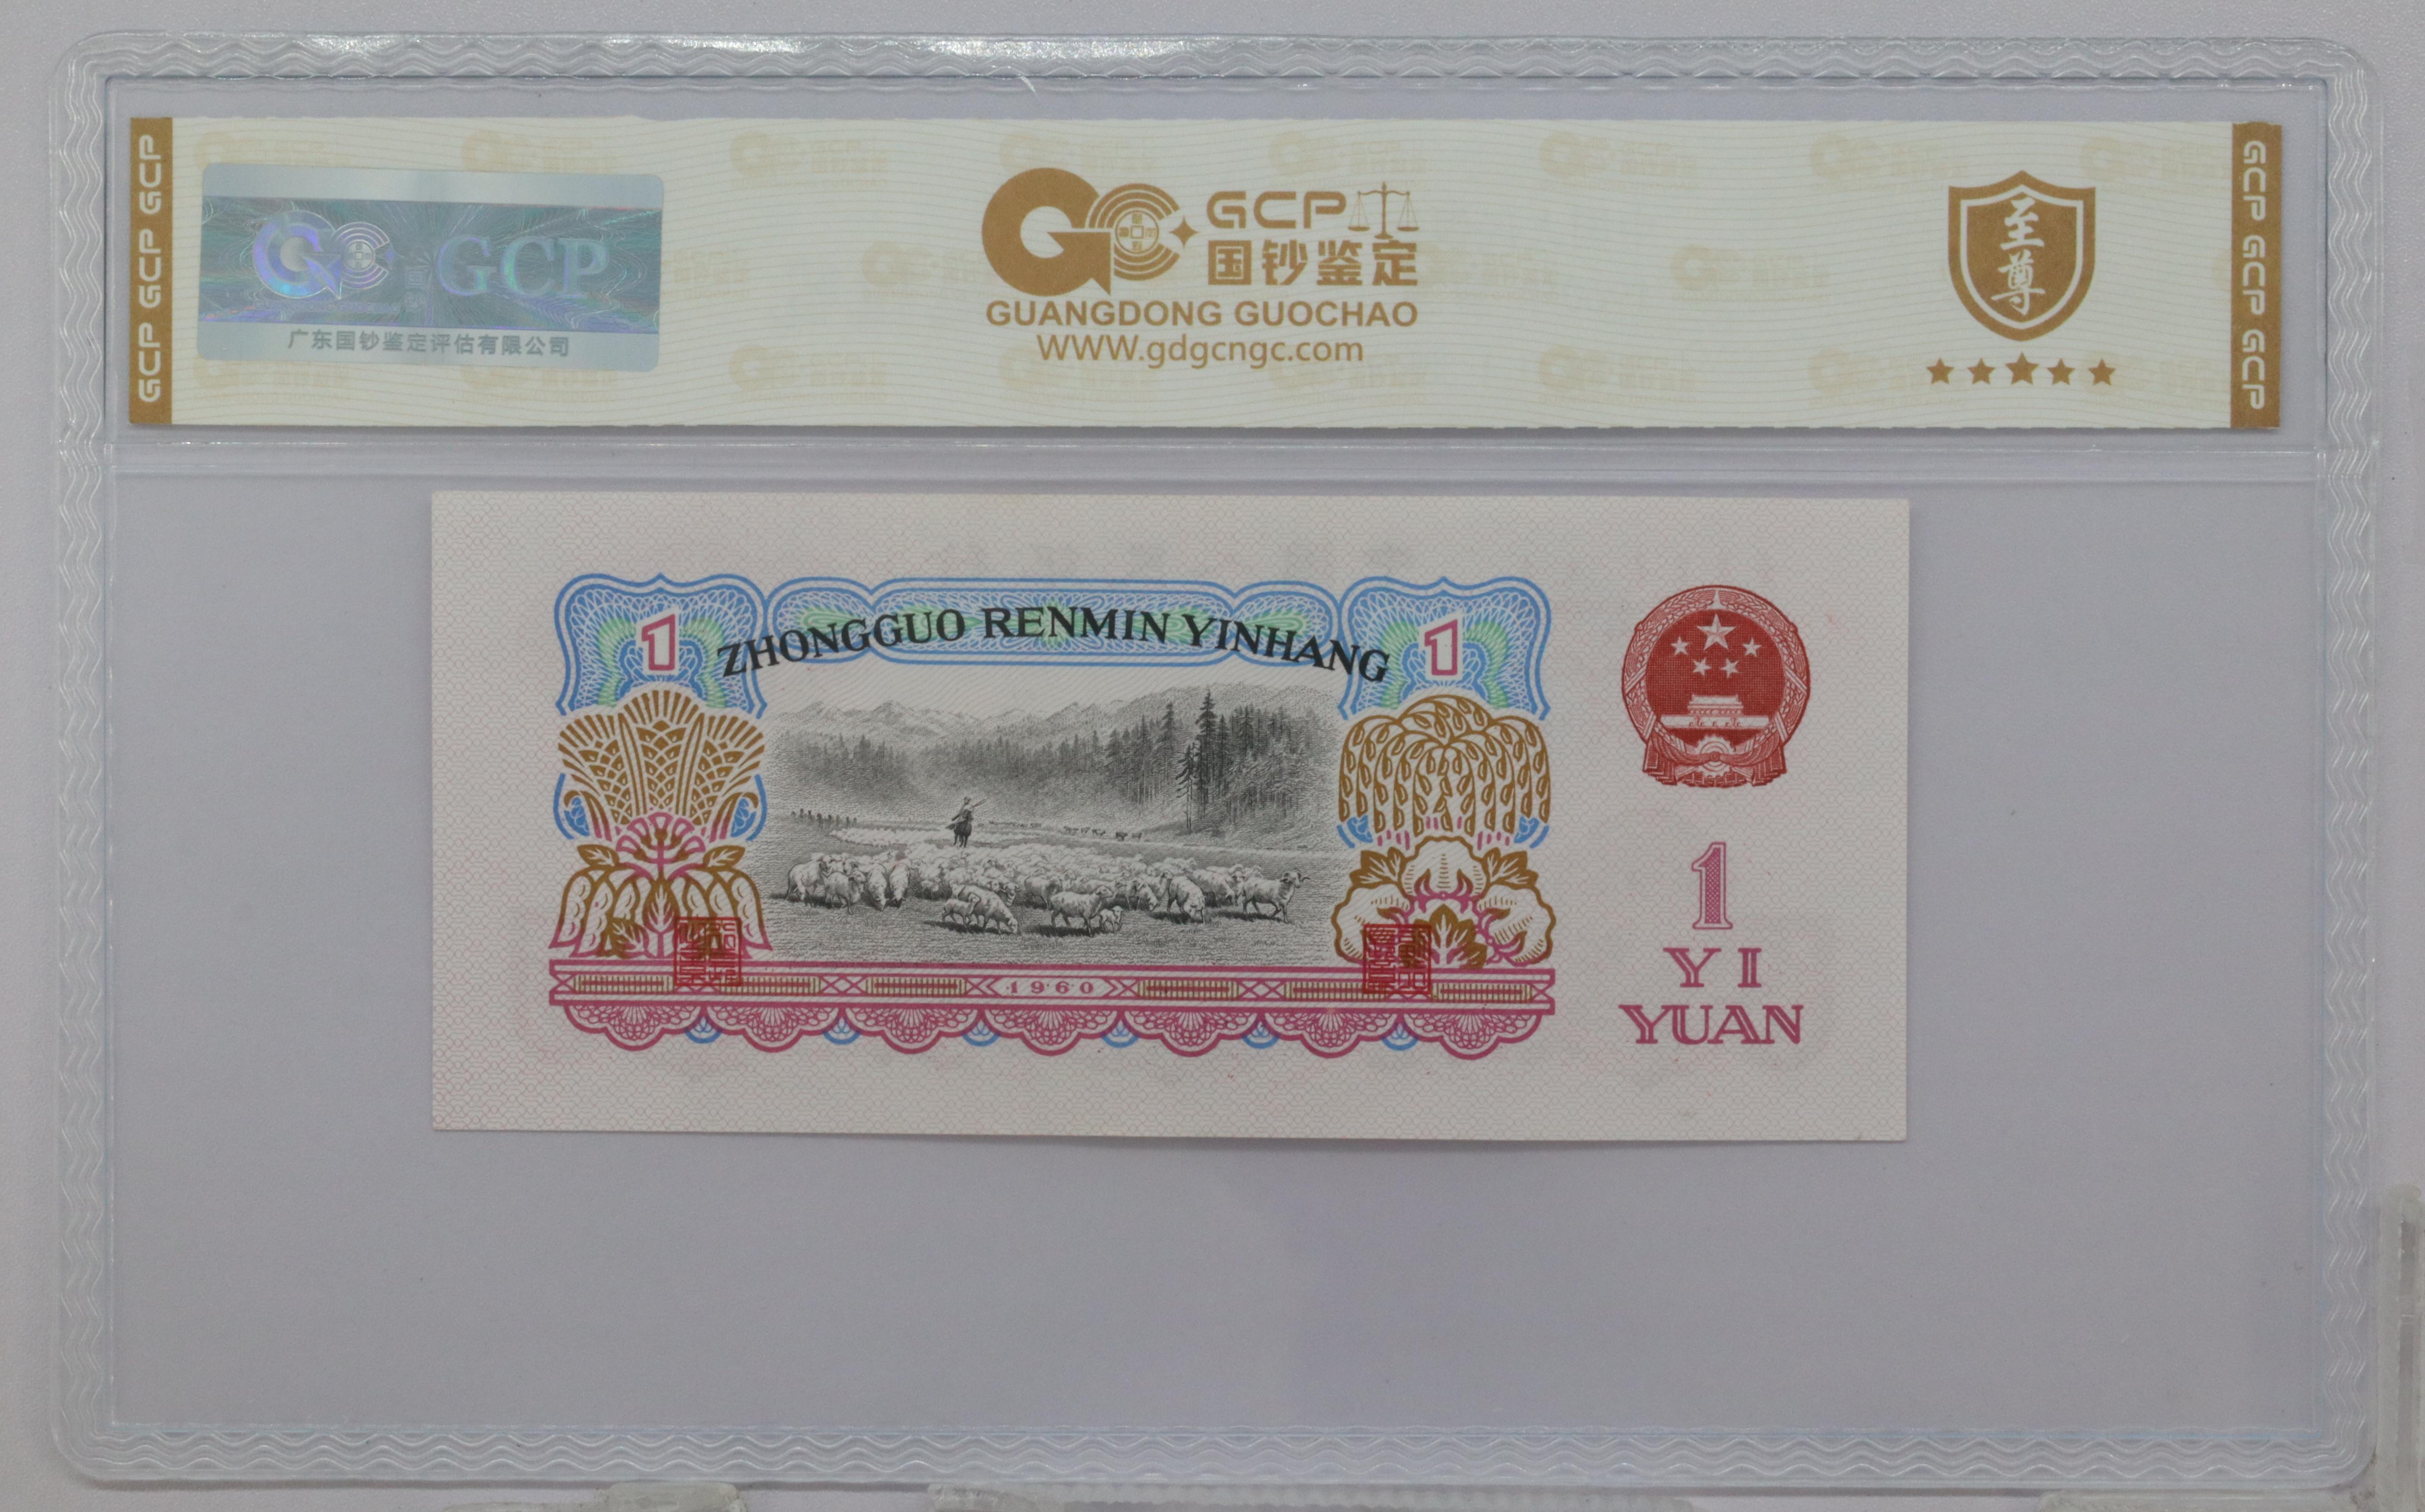 GCP GCP GCP
GCP
广东国钞鉴定评估有限公司
GCP
国钞鉴定
GUANGDONG GUOCHAO
WWW.gdgcngc.com
至尊
GCP GCP GCP
1
ZHONGGUO RENMIN YINHANG
1
1960
1
YI
YUAN